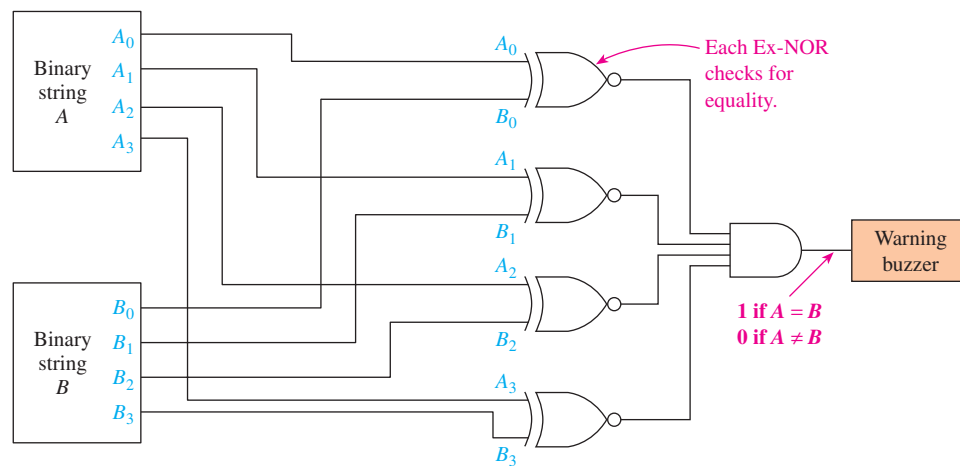 Binary
string
A
A0
A1
A2
A3
Binary
string
B
B0
B1
B2
B3
A0
B0
A1
B1
A2
B2
A3
B3
Each Ex-NOR
checks for
equality.
1 if A = B
0 if A ≠ B
Warning
buzzer